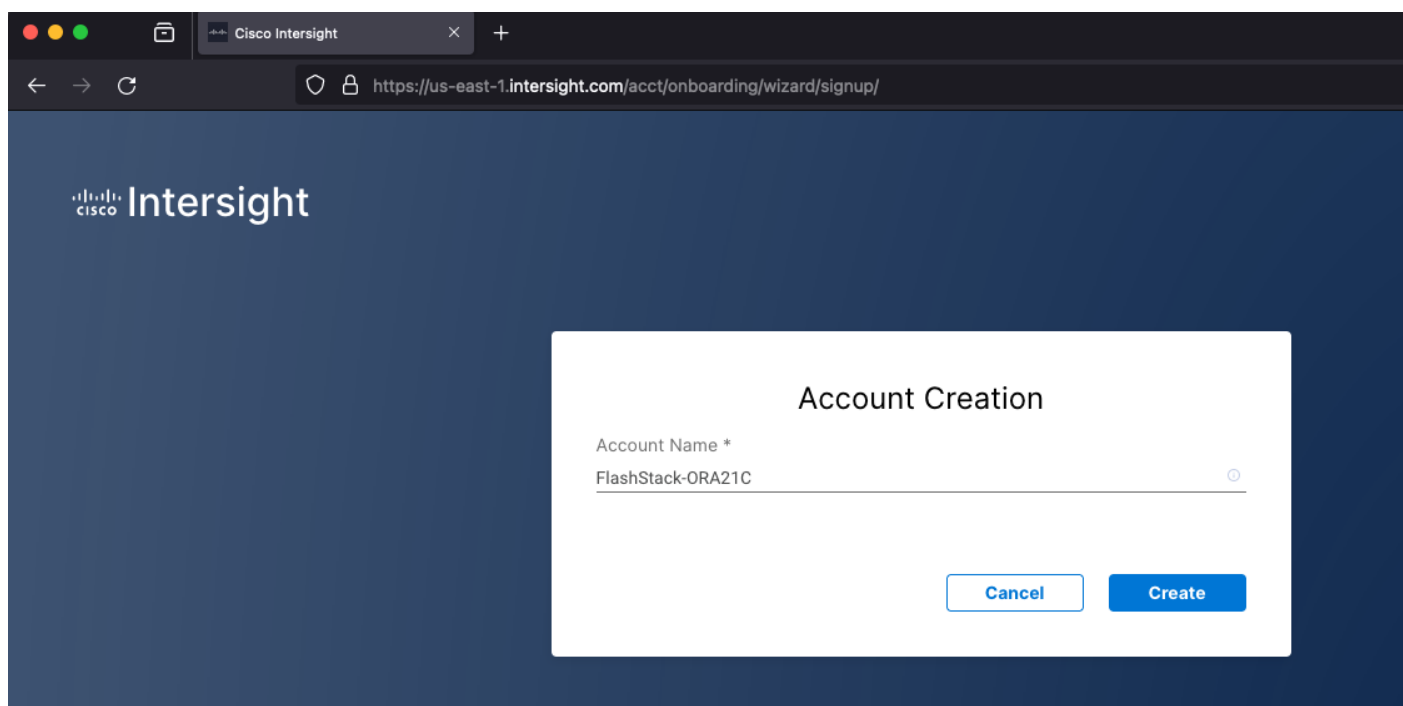 Cisco Intersight
https://us-east-1.intersight.com/acct/onboarding/wizard/signup/
cisco Intersight
Account Creation
Account Name *
FlashStack-ORA21C
Cancel Create